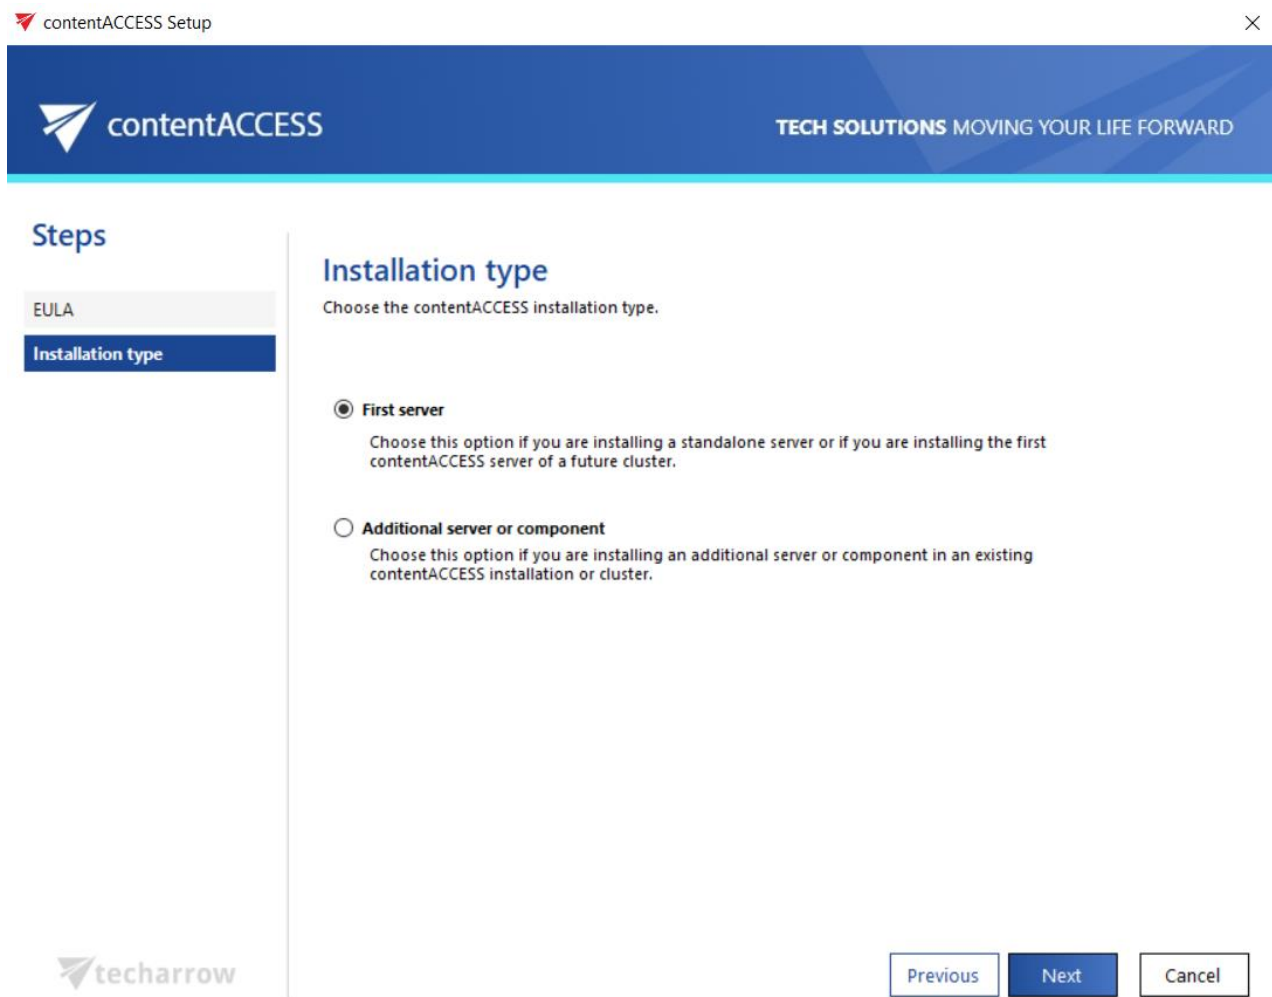 contentACCESS Setup
contentACCESS
TECH SOLUTIONS MOVING YOUR LIFE FORWARD
Steps
EULA
Installation type
Installation type
Choose the contentACCESS installation type.
First server
Choose this option if you are installing a standalone server or if you are installing the first
contentACCESS server of a future cluster.
Additional server or component
Choose this option if you are installing an additional server or component in an existing
contentACCESS installation or cluster.
techarrow
Previous
Next
Cancel